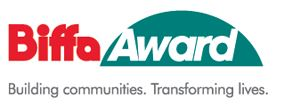 Biffa Award
Building communities. Transforming lives.